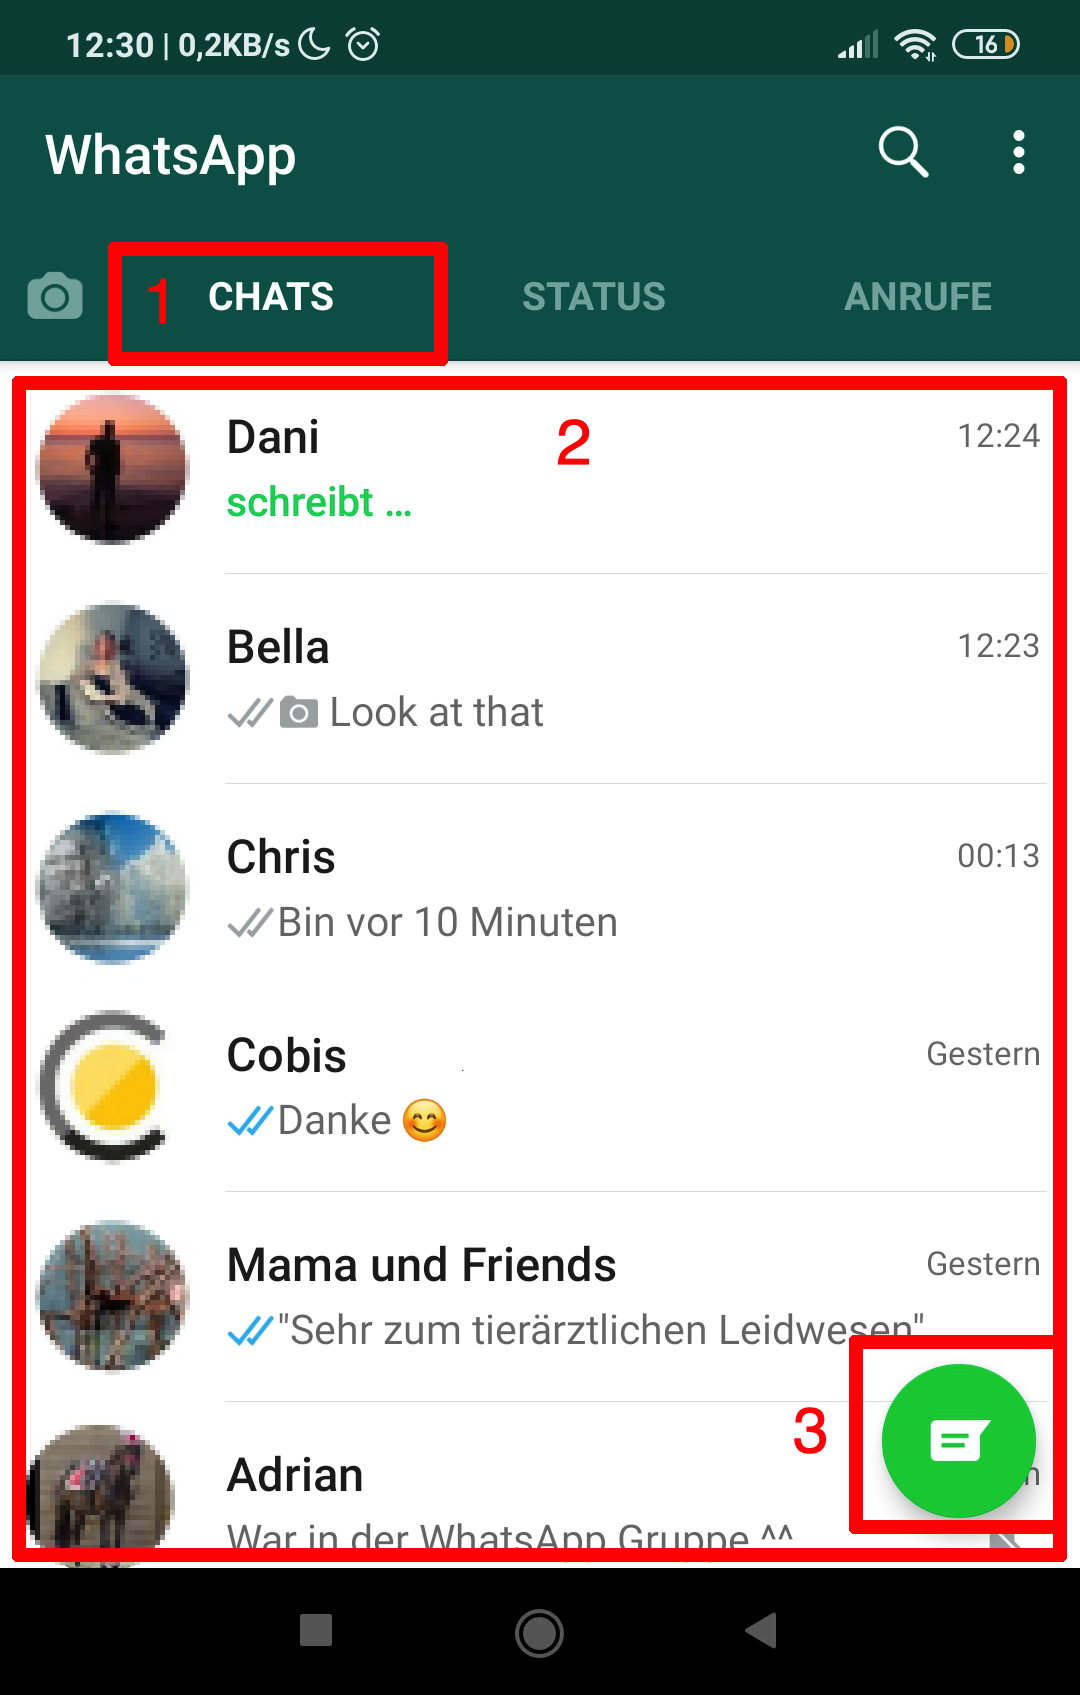 12:30 | 0,2KB/s 16
WhatsApp
1 CHATS STATUS ANRUFE
Dani 2 12:24
schreibt ...
Bella 12:23
Look at that
Chris 00:13
Bin vor 10 Minuten
Cobis Gestern
Danke 😊
Mama und Friends Gestern
"Sehr zum tierärztlichen Leidwesen"
3
Adrian
War in der WhatsApp Gruppe ^^